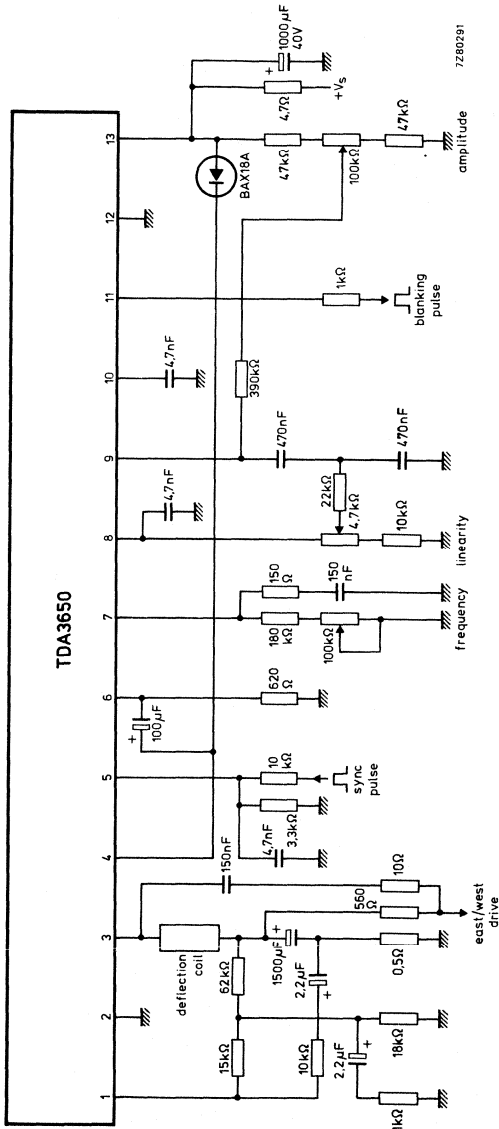 TDA3650
1
2
3
4
5
6
7
8
9
10
11
12
13
deflection
coil
15kΩ
62kΩ
10kΩ
2,2µF
+
1500µF
+
2,2µF
+
1kΩ
18kΩ
0,5Ω
560
Ω
10Ω
150nF
east/west
drive
4,7nF
3,3kΩ
10
kΩ
sync
pulse
+
100µF
620
Ω
180
kΩ
150
Ω
150
nF
100kΩ
frequency
4,7nF
22kΩ
4,7kΩ
10kΩ
linearity
470nF
470nF
390kΩ
4,7nF
1kΩ
blanking
pulse
BAX18A
47kΩ
100kΩ
47kΩ
amplitude
4,7Ω
+Vs
+
1000µF
40V
7Z80291